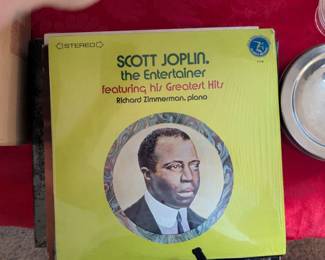 STEREO
SCOTT JOPLIN,
the Entertainer
featuring his Greatest Hits
Richard Zimmerman, piano